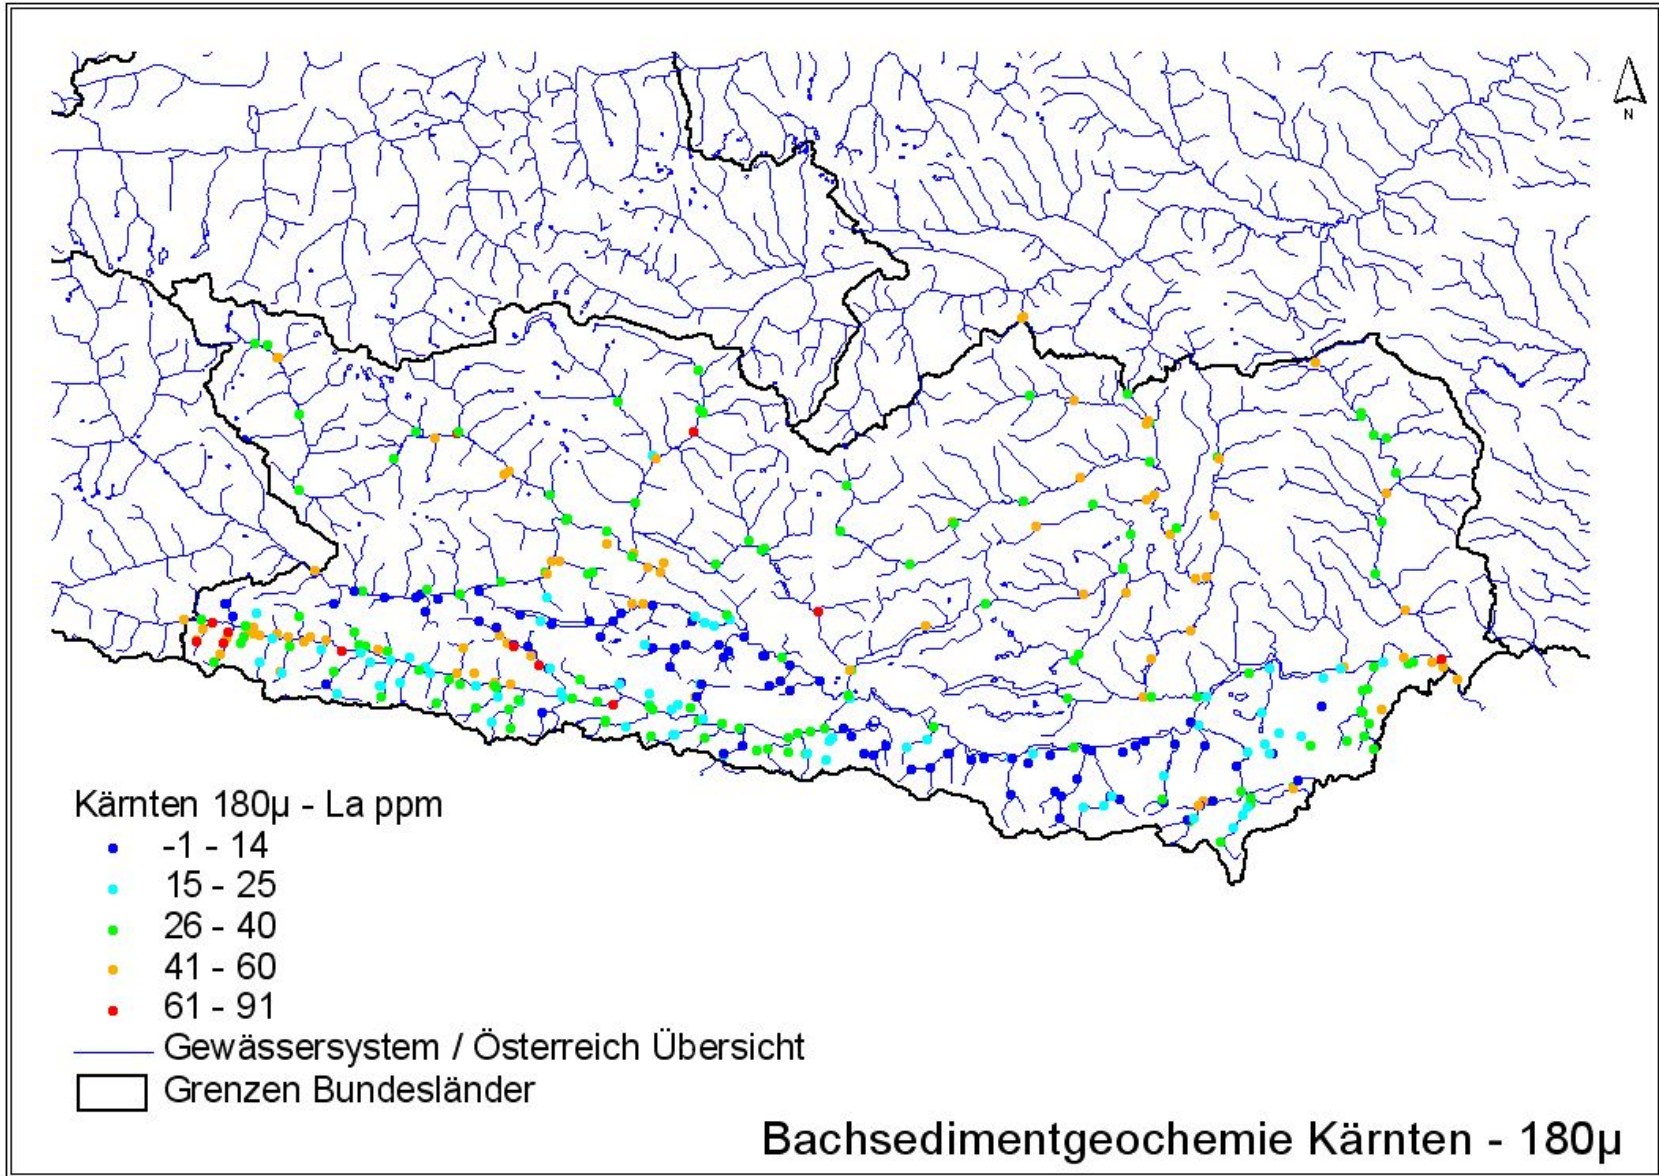 N
Kärnten 180µ - La ppm
-1 - 14
15 - 25
26 - 40
41 - 60
61 - 91
Gewässersystem / Österreich Übersicht
Grenzen Bundesländer
Bachsedimentgeochemie Kärnten - 180µ